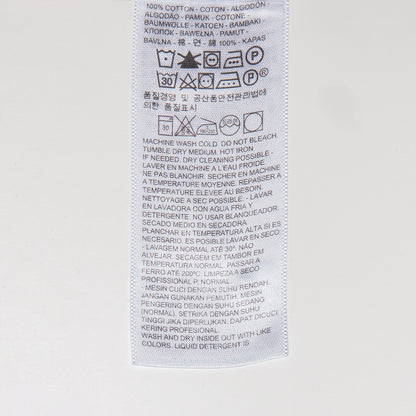 100% COTTON - COTON - ALGODÓN
ALGODÃO - PAMUK - COTONE -
BAUMWOLLE - KATOEN - BAMBAKI
ХЛОПОК - BAWEŁNA - PAMUT -
BAVLNA - 棉 - 면 - 綿 100% - KAPAS
30 P
30 P ®
품질경영 및 공산품안전관리법에
의한 품질표시
30
MACHINE WASH COLD. DO NOT BLEACH.
TUMBLE DRY MEDIUM. HOT IRON
IF NEEDED. DRY CLEANING POSSIBLE -
LAVER EN MACHINE A L'EAU FROIDE.
NE PAS BLANCHIR. SECHER EN MACHINE
A TEMPERATURE MOYENNE. REPASSER A
TEMPERATURE ELEVEE AU BESOIN.
NETTOYAGE A SEC POSSIBLE. - LAVAR
EN LAVADORA CON AGUA FRIA Y
DETERGENTE. NO USAR BLANQUEADOR.
SECADO MEDIO EN SECADORA.
PLANCHAR EN TEMPERATURA ALTA SI ES
NECESARIO. ES POSIBLE LAVAR EN SECO.
- LAVAGEM NORMAL ATÉ 30º. NÃO
ALVEJAR. SECAGEM EM TAMBOR EM
TEMPERATURA NORMAL. PASSAR A
FERRO ATÉ 200ºC. LIMPEZA A SECO
PROFISSIONAL P, NORMAL.
- MESIN CUCI DENGAN SUHU RENDAH.
JANGAN GUNAKAN PEMUTIH. MESIN
PENGERING DENGAN SUHU SEDANG
(NORMAL). SETRIKA DENGAN SUHU
TINGGI JIKA DIPERLUKAN. DAPAT DICUCI
KERING PROFESIONAL.
WASH AND DRY INSIDE OUT WITH LIKE
COLORS. LIQUID DETERGENT IS